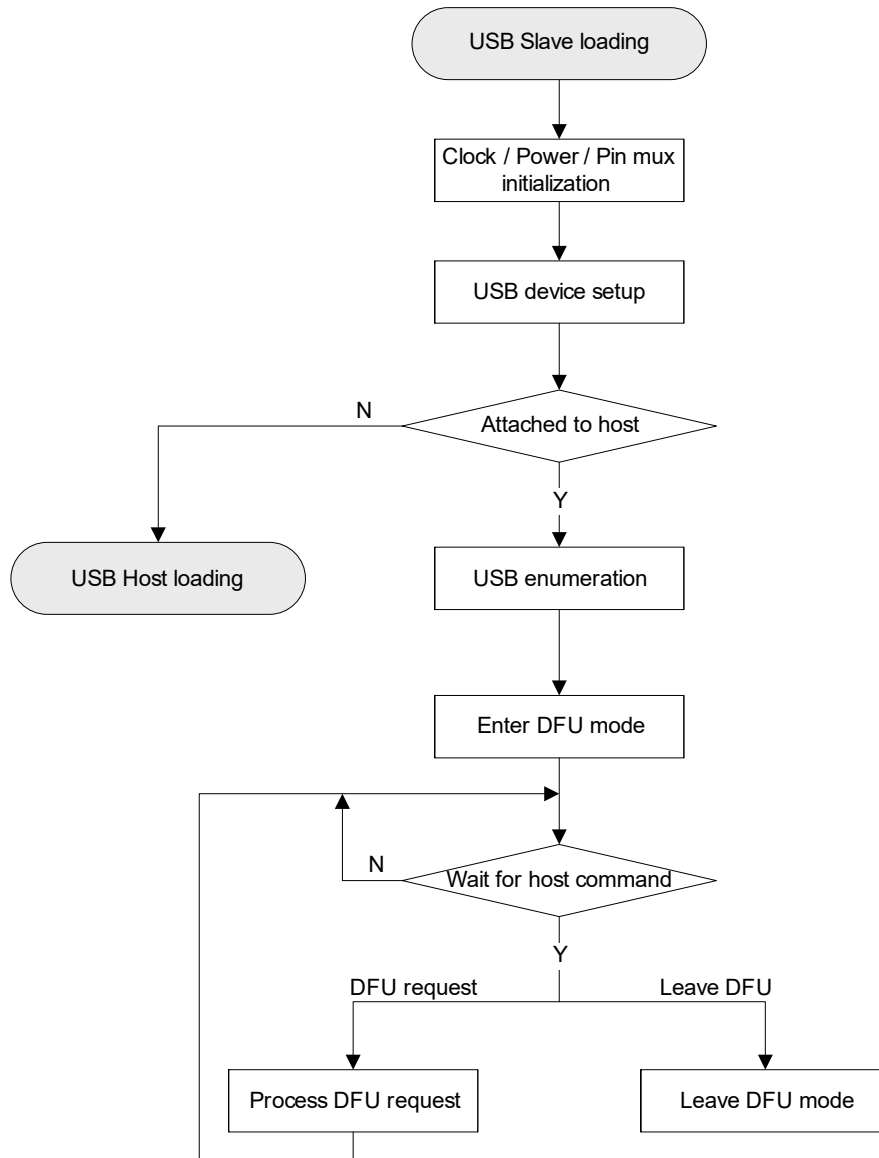 USB Slave loading
Clock / Power / Pin mux
initialization
USB device setup
N
Attached to host
Y
USB Host loading
USB enumeration
Enter DFU mode
N
Wait for host command
Y
DFU request
Leave DFU
Process DFU request
Leave DFU mode